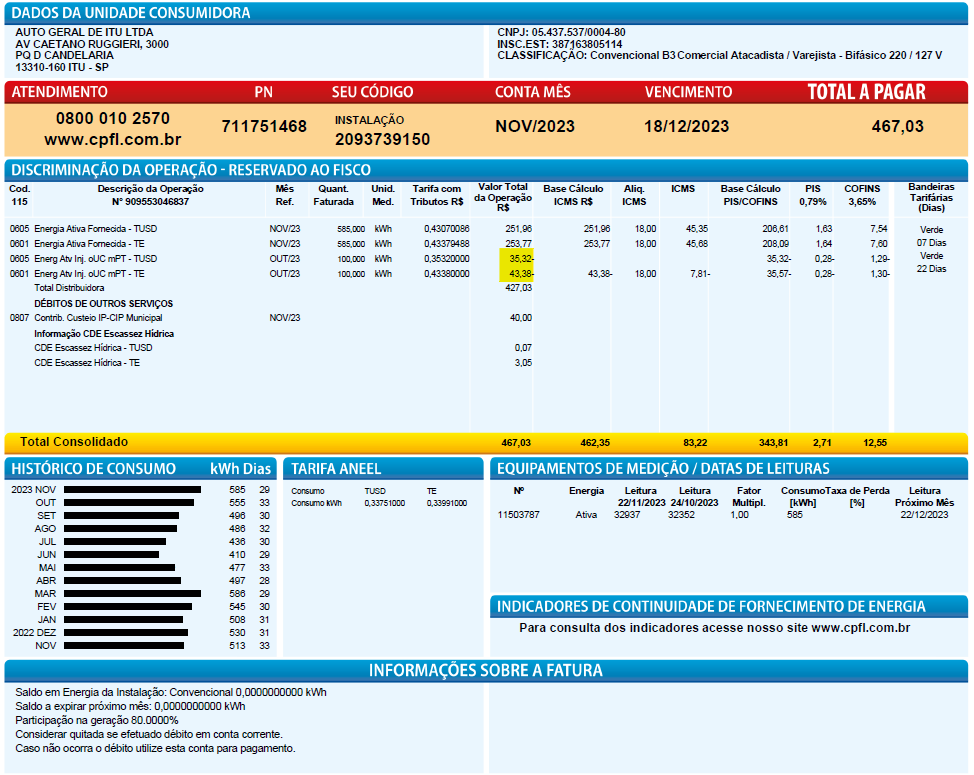 DADOS DA UNIDADE CONSUMIDORA
AUTO GERAL DE ITU LTDA
AV CAETANO RUGGIERI, 3000
PQ D CANDELARIA
13310-160 ITU - SP
CNPJ: 05.437.537/0004-80
INSC.EST: 387163805114
CLASSIFICAÇÃO: Convencional B3 Comercial Atacadista / Varejista - Bifásico 220 / 127 V
ATENDIMENTO PN SEU CÓDIGO CONTA MÊS VENCIMENTO TOTAL A PAGAR
0800 010 2570
www.cpfl.com.br
711751468
INSTALAÇÃO
2093739150
NOV/2023
18/12/2023
467,03
DISCRIMINAÇÃO DA OPERAÇÃO - RESERVADO AO FISCO
Cod. Descrição da Operação Mês Quant. Unid. Tarifa com Valor Total Base Cálculo Aliq. ICMS Base Cálculo PIS COFINS Bandeiras
115 Nº 909553046837 Ref. Faturada Med. Tributos R$ da Operação R$ ICMS R$ ICMS PIS/COFINS 0,79% 3,65% Tarifárias (Dias)
0605 Energia Ativa Fornecida - TUSD NOV/23 585,000 kWh 0,43070086 251,96 251,96 18,00 45,35 206,61 1,63 7,54 Verde
0601 Energia Ativa Fornecida - TE NOV/23 585,000 kWh 0,43379488 253,77 253,77 18,00 45,68 208,09 1,64 7,60 07 Dias
0605 Energ Atv Inj. oUC mPT - TUSD OUT/23 100,000 kWh 0,35320000 35,32- 35,32- 0,28- 1,29- Verde
0601 Energ Atv Inj. oUC mPT - TE OUT/23 100,000 kWh 0,43380000 43,38- 43,38- 18,00 7,81- 35,57- 0,28- 1,30- 22 Dias
Total Distribuidora 427,03
DÉBITOS DE OUTROS SERVIÇOS
0807 Contrib. Custeio IP-CIP Municipal NOV/23 40,00
Informação CDE Escassez Hídrica
CDE Escassez Hídrica - TUSD 0,07
CDE Escassez Hídrica - TE 3,05
Total Consolidado 467,03 462,35 83,22 343,81 2,71 12,55
HISTÓRICO DE CONSUMO kWh Dias
2023 NOV 585 29
OUT 555 33
SET 496 30
AGO 486 32
JUL 436 30
JUN 410 29
MAI 477 33
ABR 497 28
MAR 586 29
FEV 545 30
JAN 508 31
2022 DEZ 530 31
NOV 513 33
TARIFA ANEEL
Consumo TUSD TE
Consumo kWh 0,33751000 0,33991000
EQUIPAMENTOS DE MEDIÇÃO / DATAS DE LEITURAS
Nº Energia Leitura Leitura Fator Consumo Taxa de Perda Leitura
22/11/2023 24/10/2023 Multipl. [kWh] [%] Próximo Mês
11503787 Ativa 32937 32352 1,00 585 22/12/2023
INDICADORES DE CONTINUIDADE DE FORNECIMENTO DE ENERGIA
Para consulta dos indicadores acesse nosso site www.cpfl.com.br
INFORMAÇÕES SOBRE A FATURA
Saldo em Energia da Instalação: Convencional 0,0000000000 kWh
Saldo a expirar próximo mês: 0,0000000000 kWh
Participação na geração 80.0000%
Considerar quitada se efetuado débito em conta corrente.
Caso não ocorra o débito utilize esta conta para pagamento.